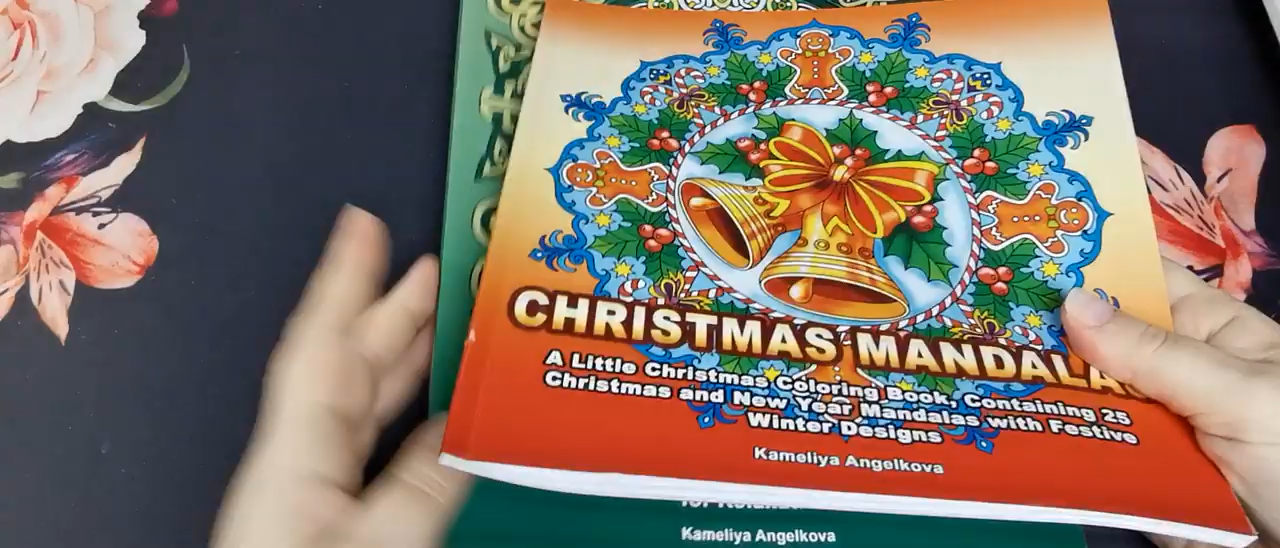 CHRISTMAS MANDALAS
A Little Christmas Coloring Book, Containing 25
Christmas and New Year Mandalas with Festive
Winter Designs
Kameliya Angelkova
for
Kameliya Angelkova